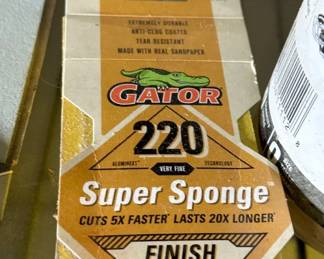 EXTREMELY DURABLE
ANTI-CLOG COATED
TEAR RESISTANT
MADE WITH REAL SANDPAPER
GATOR
220
TECHNOLOGY
VERY FINE
Super Sponge
CUTS 5X FASTER LASTS 20X LONGER
FINISH